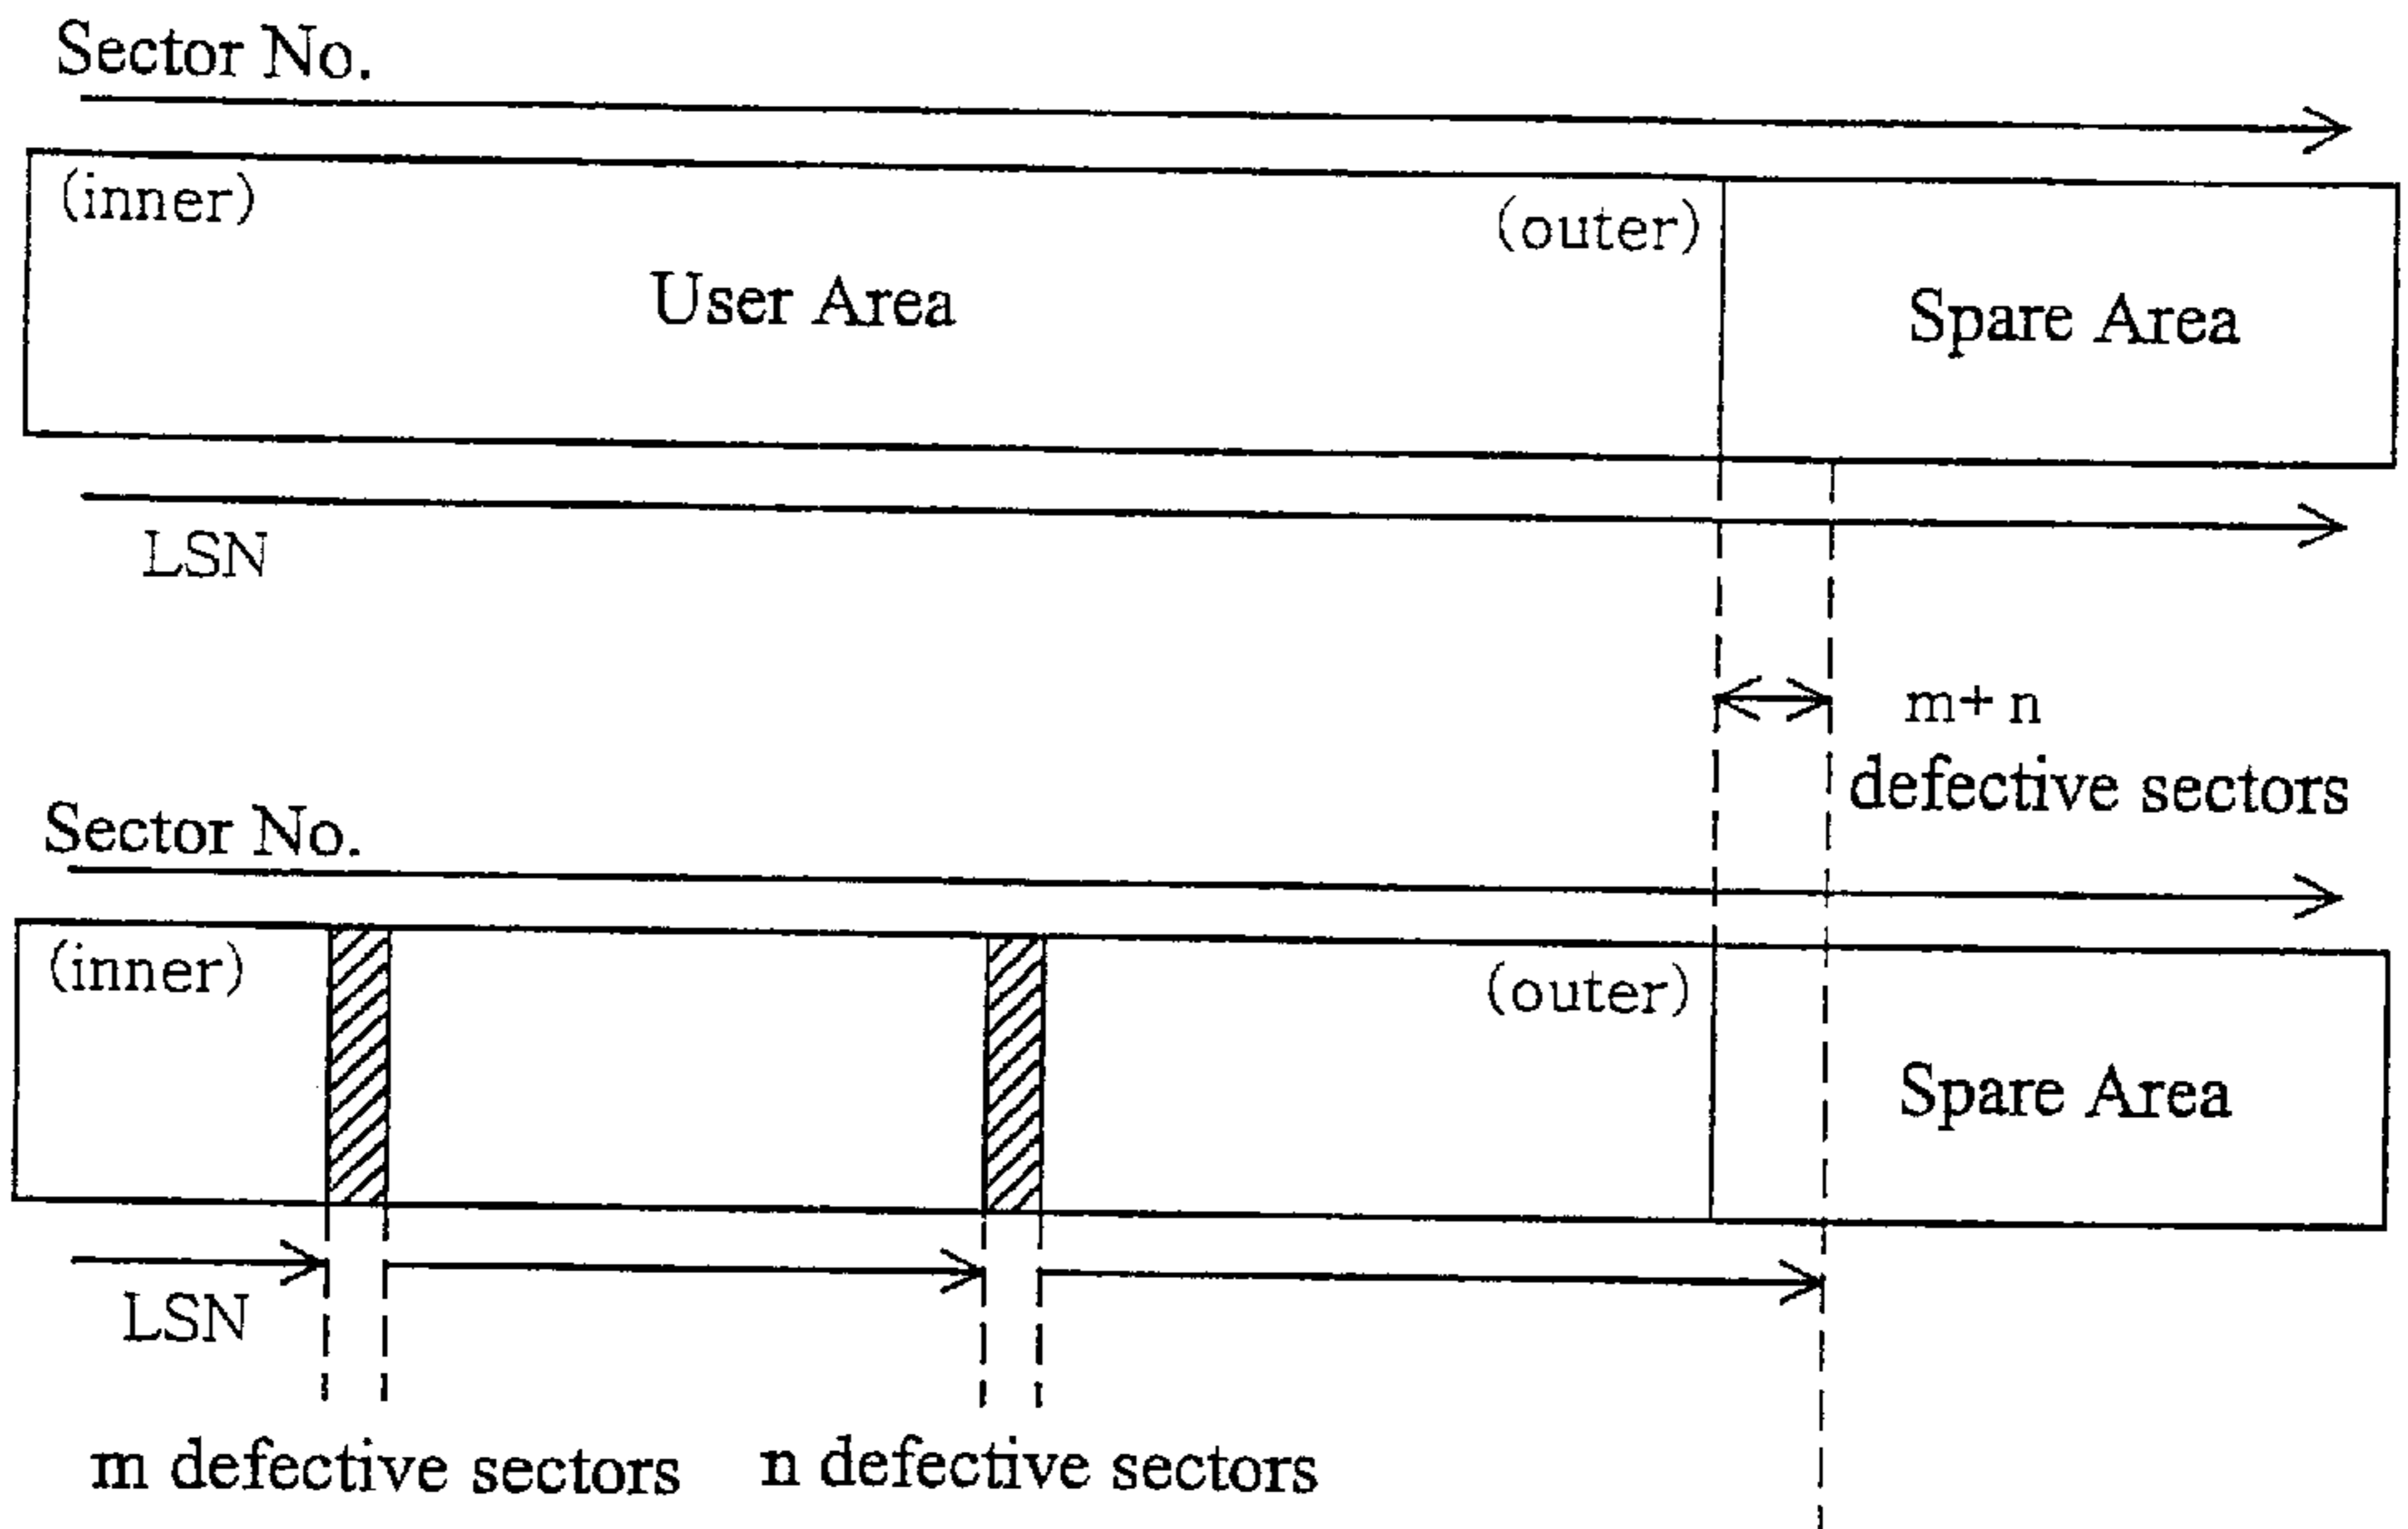 Sector No.
(inner)
(outer)
User Area
Spare Area
LSN
m+ n
defective sectors
Sector No.
(inner)
(outer)
Spare Area
LSN
m defective sectors
n defective sectors